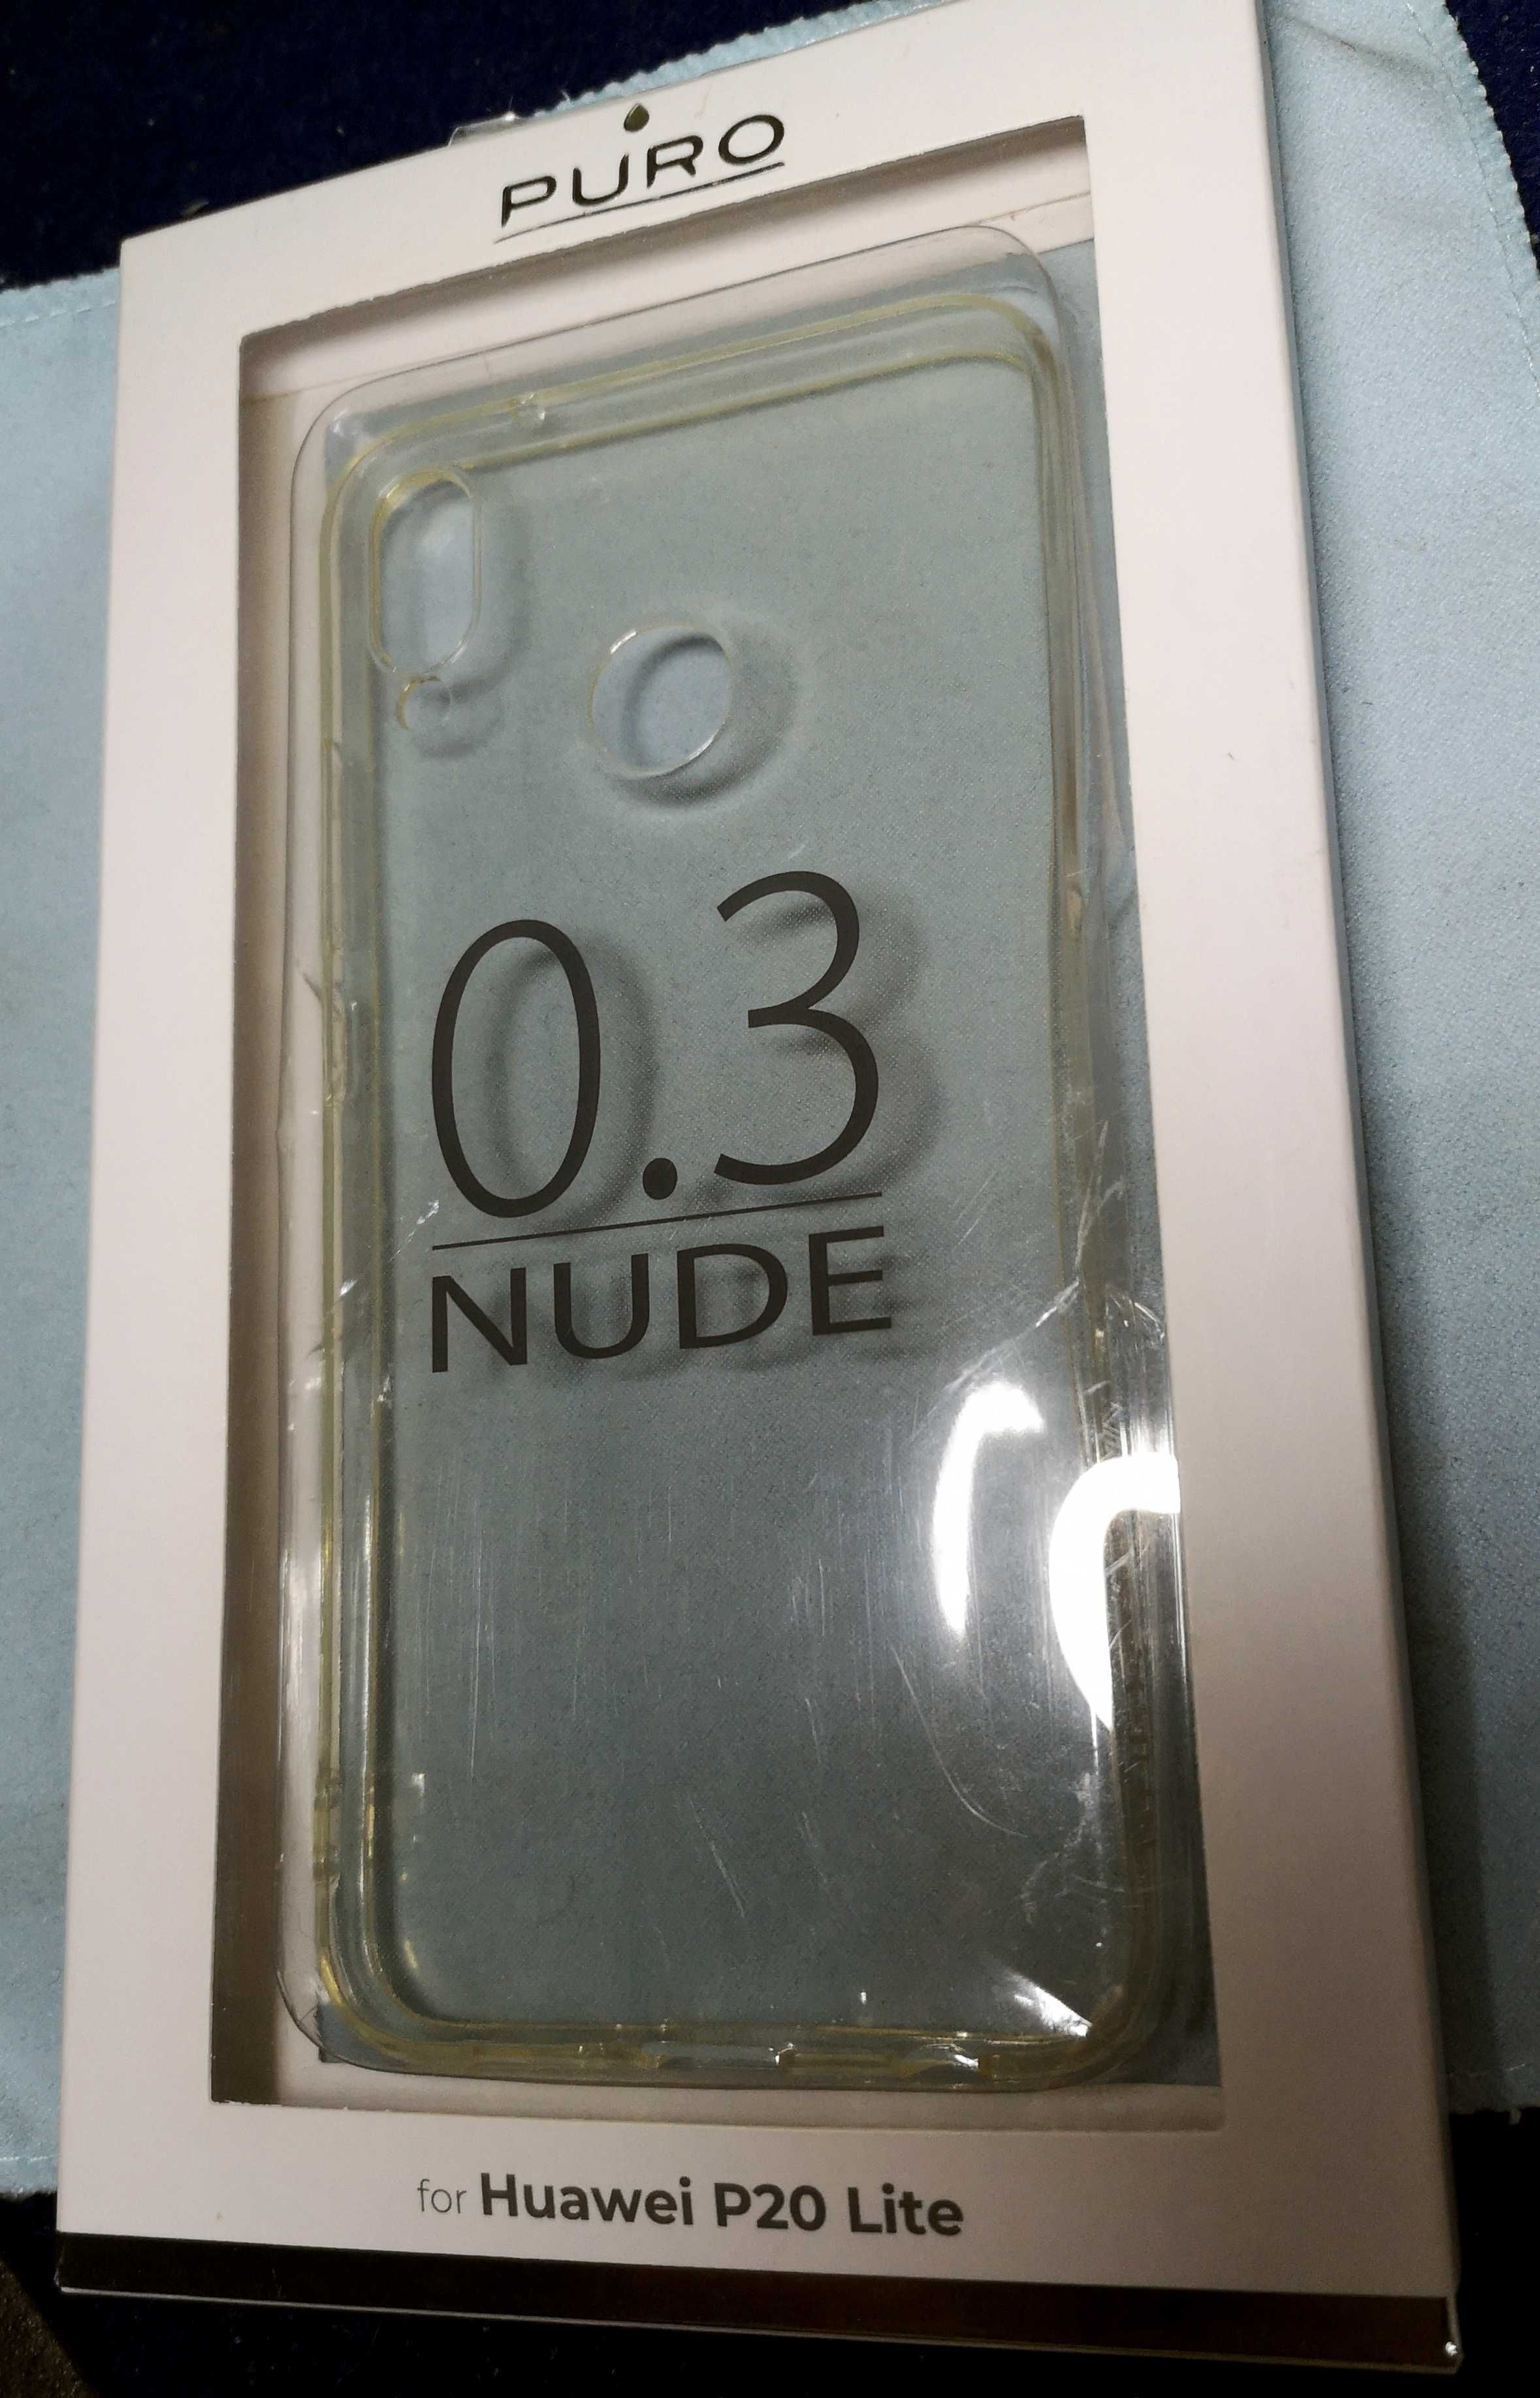 PURO
0.3
NUDE
for Huawei P20 Lite